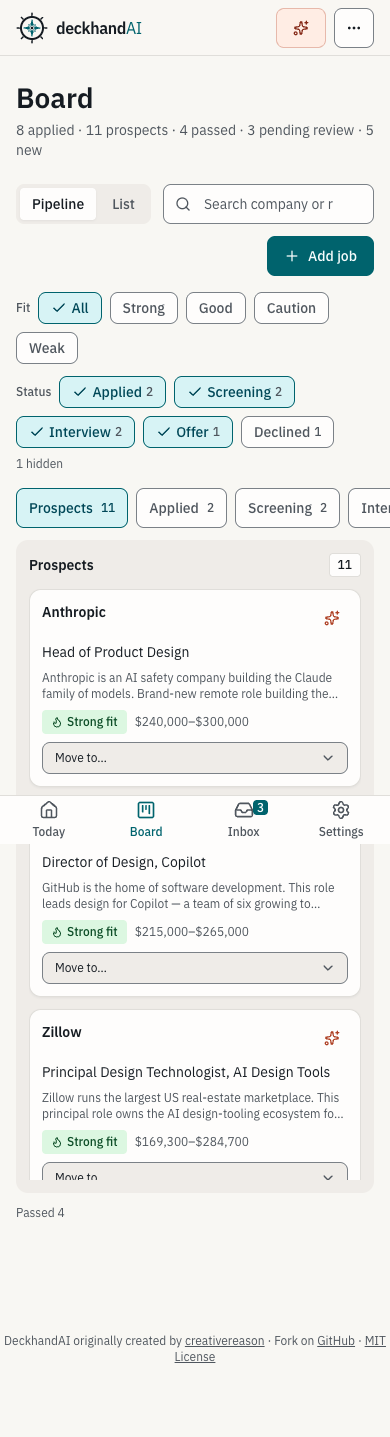 deckhandAI
Board
8 applied · 11 prospects · 4 passed · 3 pending review · 5
new
Pipeline List Search company or r
Add job
Fit All Strong Good Caution
Weak
Status Applied 2 Screening 2
Interview 2 Offer 1 Declined 1
1 hidden
Prospects 11 Applied 2 Screening 2 Inter
Prospects 11
Anthropic
Head of Product Design
Anthropic is an AI safety company building the Claude
family of models. Brand-new remote role building the…
Strong fit $240,000–$300,000
Move to…
Today Board Inbox 3 Settings
Director of Design, Copilot
GitHub is the home of software development. This role
leads design for Copilot — a team of six growing to…
Strong fit $215,000–$265,000
Move to…
Zillow
Principal Design Technologist, AI Design Tools
Zillow runs the largest US real-estate marketplace. This
principal role owns the AI design-tooling ecosystem fo…
Strong fit $169,300–$284,700
Move to…
Passed 4
DeckhandAI originally created by creativereason · Fork on GitHub · MIT
License